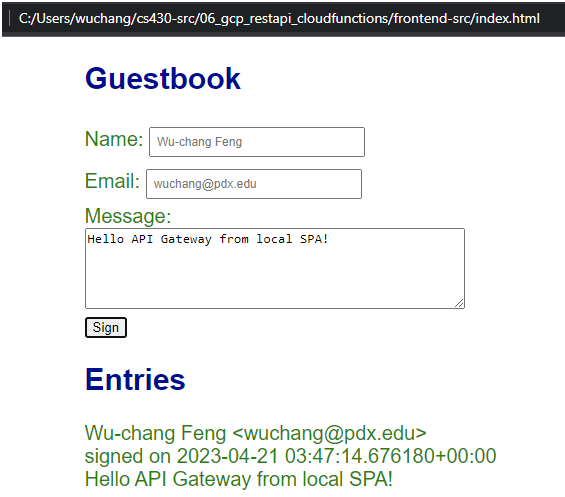 C:/Users/wuchang/cs430-src/06_gcp_restapi_cloudfunctions/frontend-src/index.html
Guestbook
Name: Wu-chang Feng
Email: wuchang@pdx.edu
Message:
Hello API Gateway from local SPA!
Sign
Entries
Wu-chang Feng <wuchang@pdx.edu>
signed on 2023-04-21 03:47:14.676180+00:00
Hello API Gateway from local SPA!